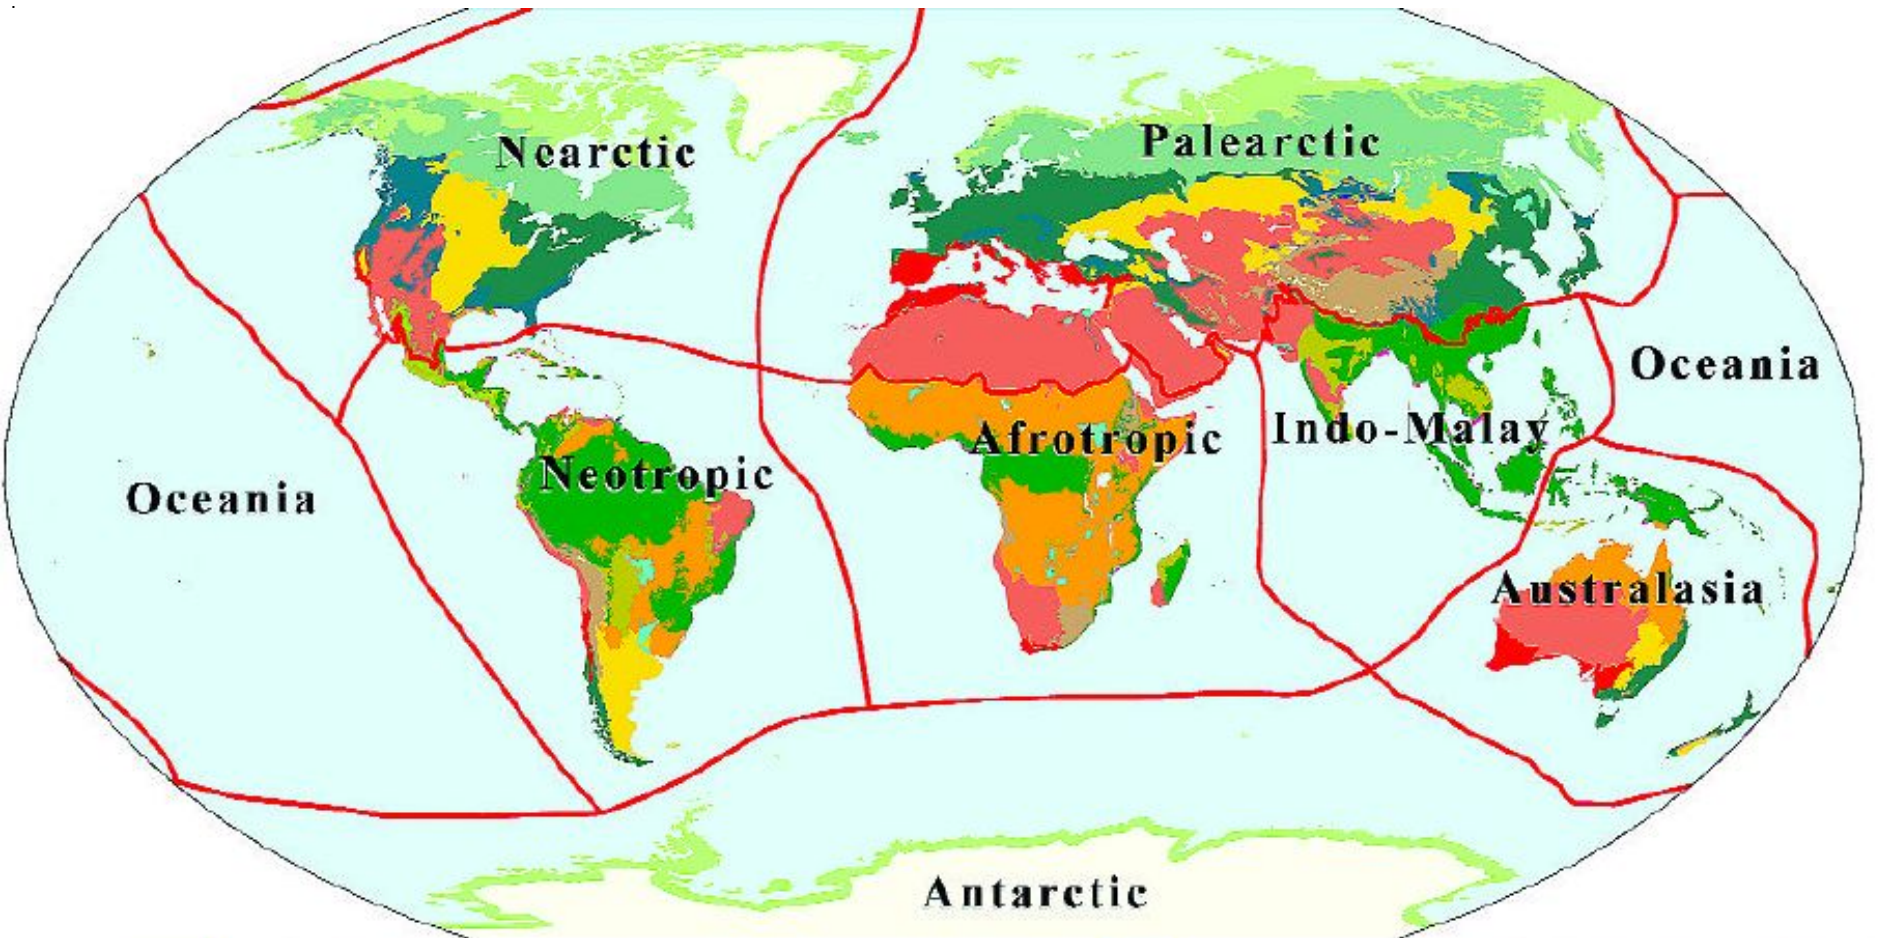 Nearctic
Palearctic
Oceania
Indo-Malay
Afrotropic
Neotropic
Oceania
Australasia
Antarctic